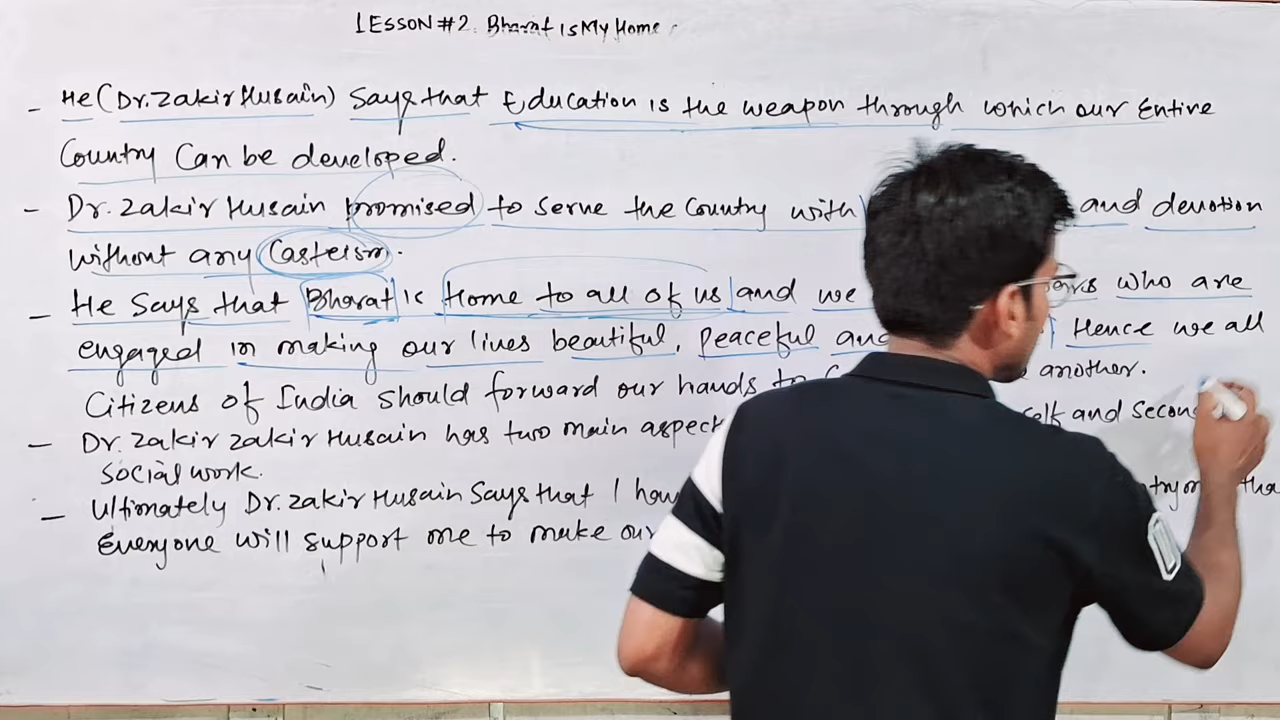 LESSON #2. Bharat is My Home
- He (Dr. Zakir Husain) says that Education is the weapon through which our Entire
Country Can be developed.
- Dr. Zakir Husain promised to serve the Country with and devotion
without any Casteism.
- He says that Bharat is Home to all of us and we who are
engaged in making our lives beautiful, peaceful and Hence we all
Citizens of India should forward our hands to another.
- Dr. Zakir Zakir Husain has two main aspect and Second
social work.
- Ultimately Dr. Zakir Husain says that I
Everyone will support me to make our